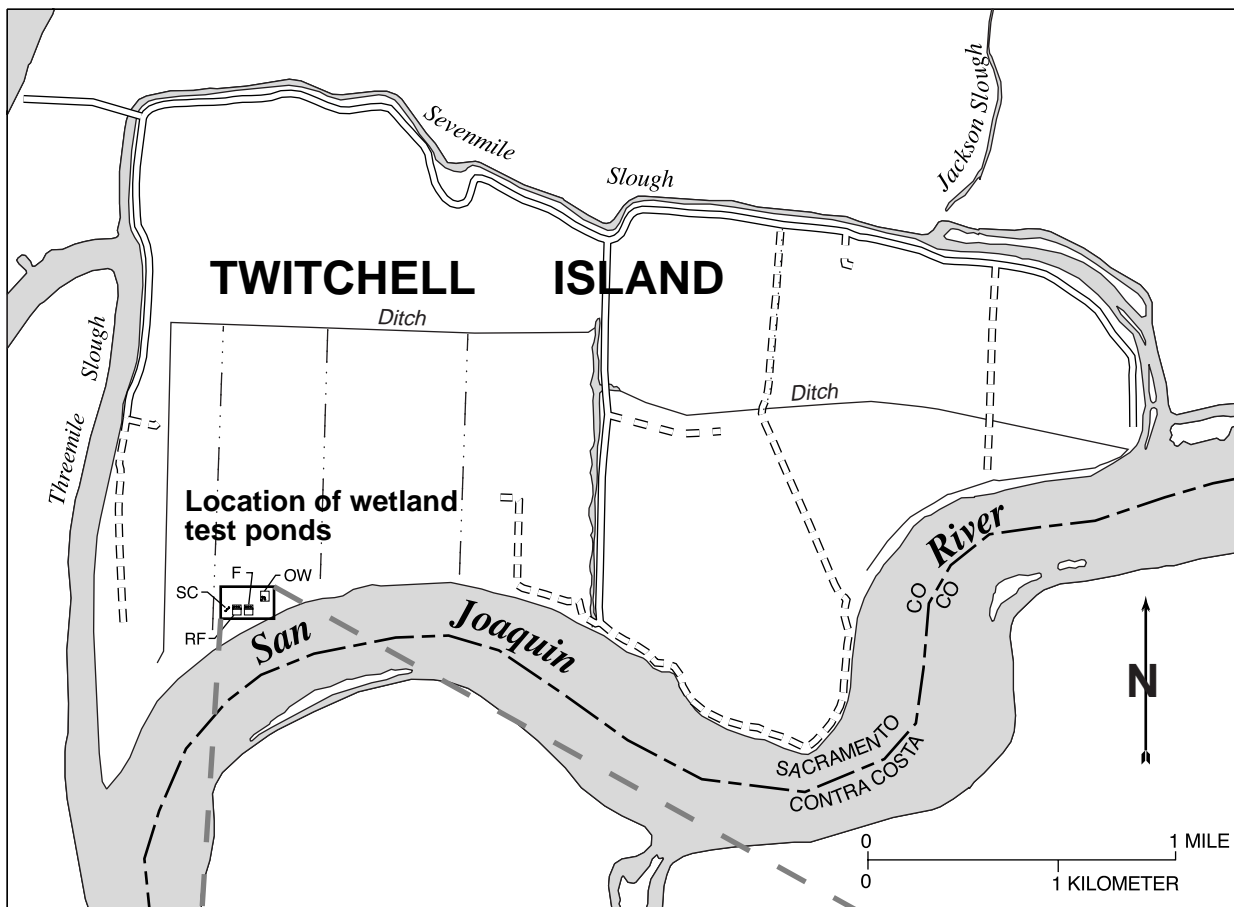 Jackson Slough
Sevenmile
Slough
TWITCHELL ISLAND
Ditch
Threemile Slough
Ditch
Location of wetland
test ponds
F
OW
SC
RF
San Joaquin River
CO
CO
N
SACRAMENTO
CONTRA COSTA
0 1 MILE
0 1 KILOMETER